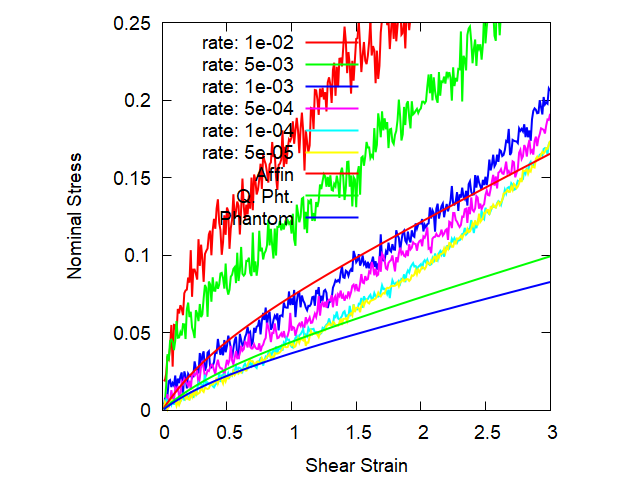 0.25
rate: 1e-02
rate: 5e-03
rate: 1e-03
0.2
rate: 5e-04
rate: 1e-04
rate: 5e-05
0.15
Affin
Q. Pht.
Phantom
Nominal Stress
0.1
0.05
0
0 0.5 1 1.5 2 2.5 3
Shear Strain